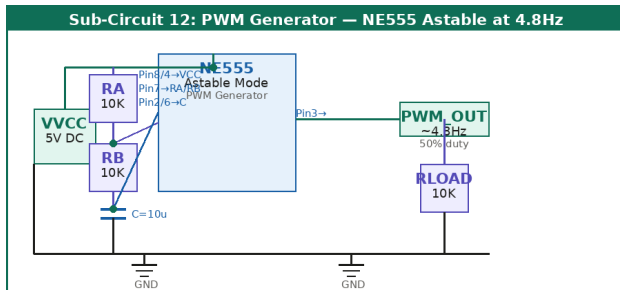 Sub-Circuit 12: PWM Generator — NE555 Astable at 4.8Hz
NE555
Astable Mode
PWM Generator
Pin8/4→VCC
Pin7→RA/RB
Pin2/6→C
RA
10K
VVCC
5V DC
RB
10K
C=10u
Pin3→
PWM_OUT
~4.8Hz
50% duty
RLOAD
10K
GND
GND